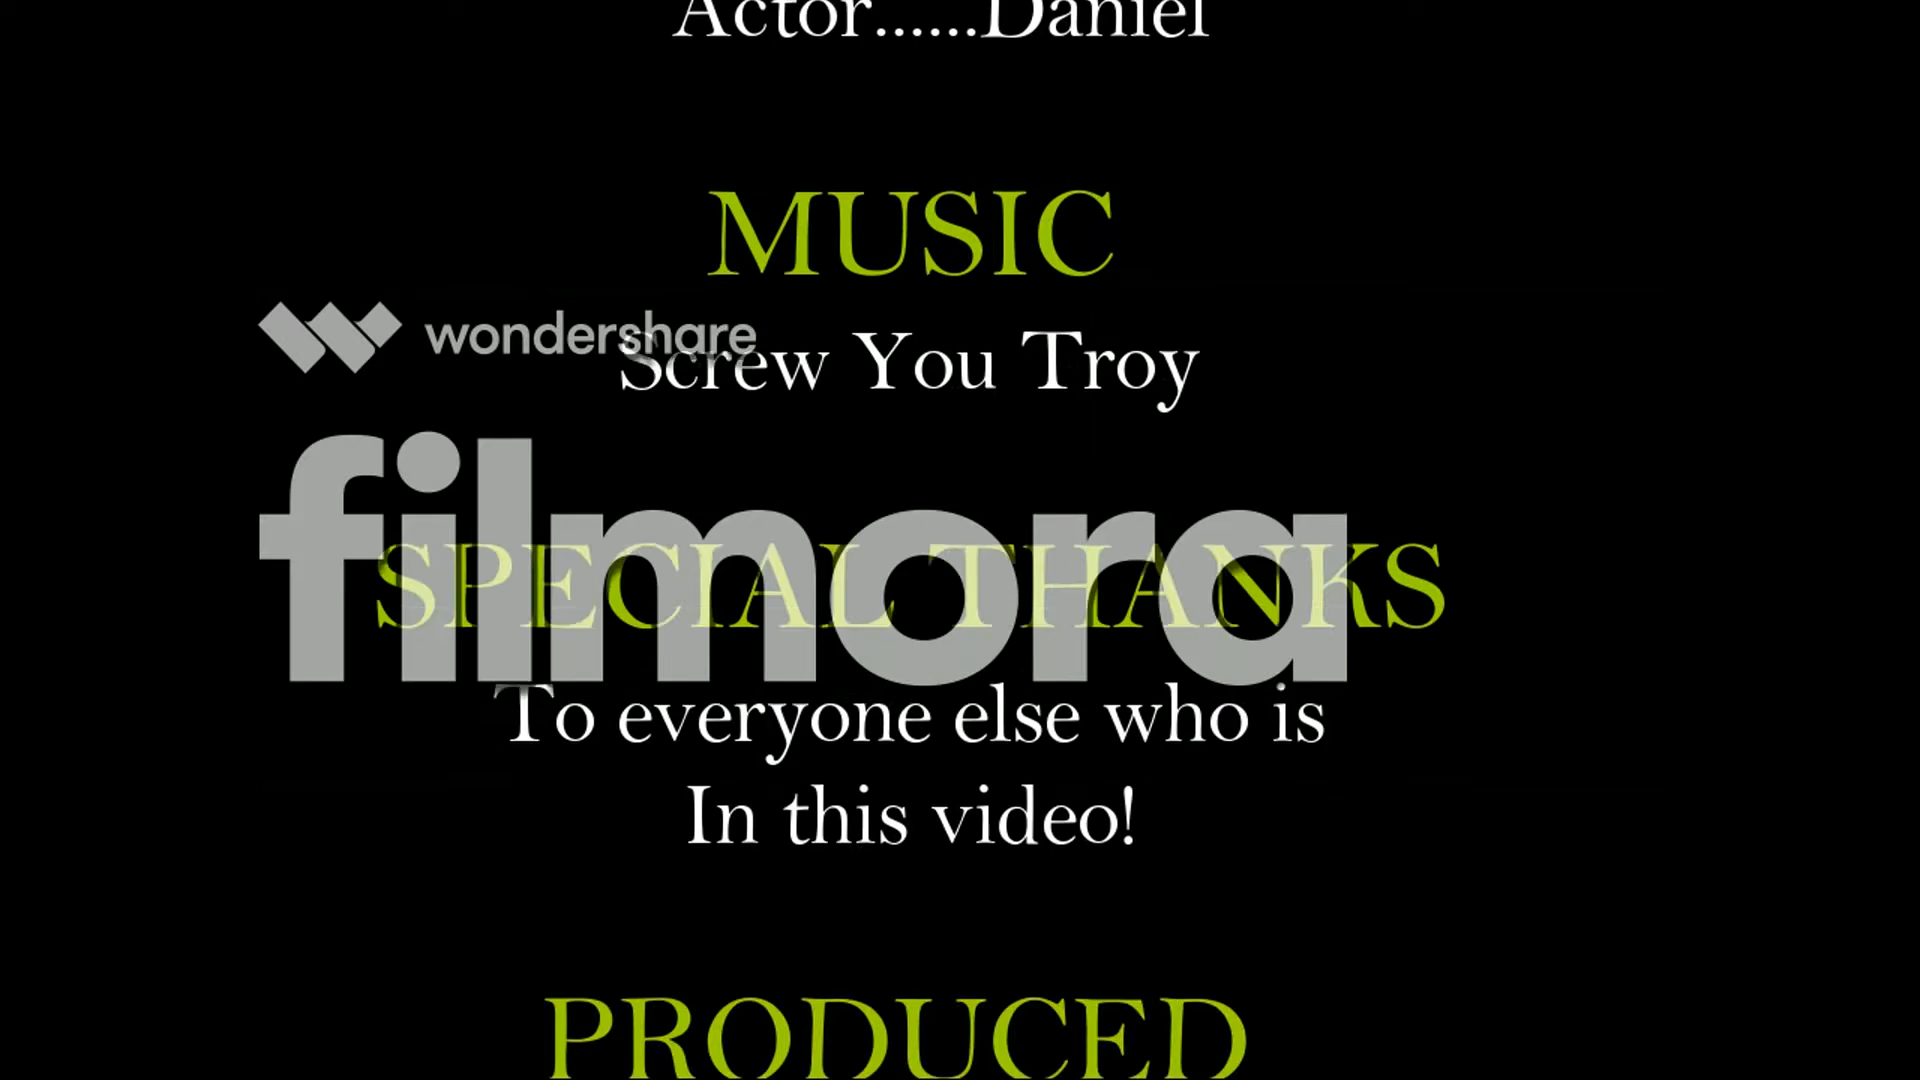 Actor......Daniel
MUSIC
wondershare
Screw You Troy
filmora
SPECIAL THANKS
To everyone else who is
In this video!
PRODUCED